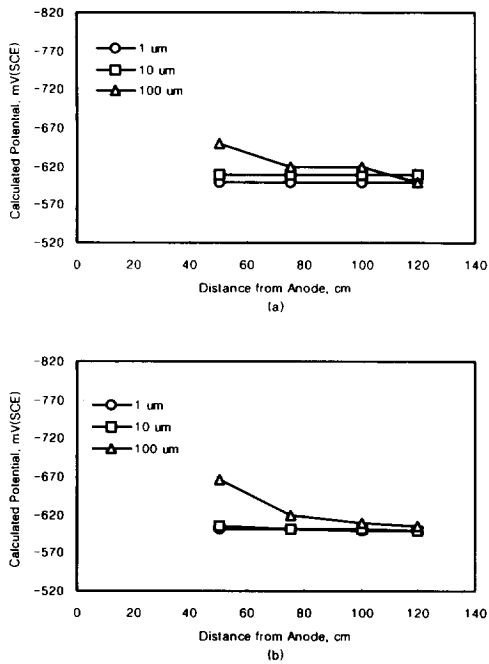 -820
-770
-720
-670
-620
-570
-520
Calculated Potential, mV(SCE)
1 um
10 um
100 um
0 20 40 60 80 100 120 140
Distance from Anode, cm
(a)
-820
-770
-720
-670
-620
-570
-520
Calculated Potential, mV(SCE)
1 um
10 um
100 um
0 20 40 60 80 100 120 140
Distance from Anode, cm
(b)